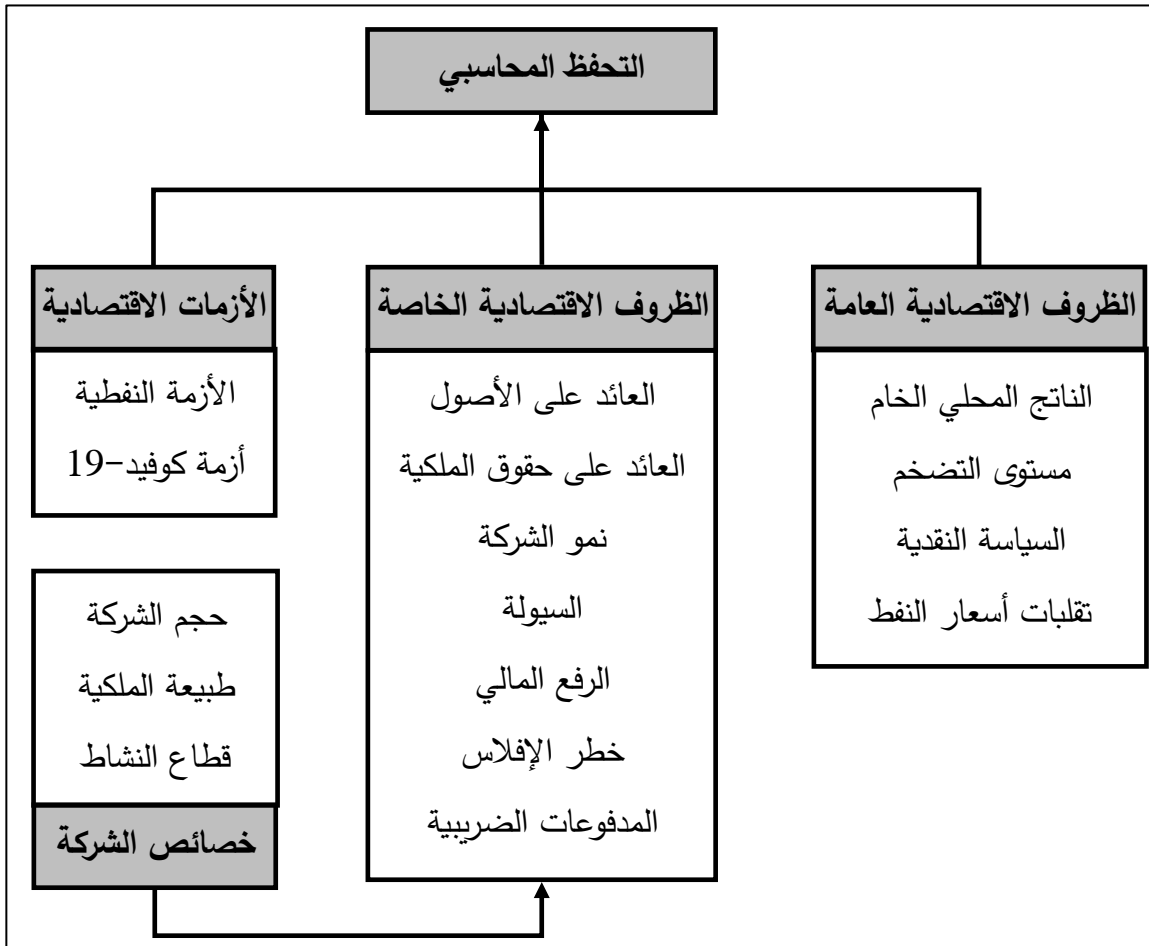 التحفظ المحاسبي
الظروف الاقتصادية العامة
الناتج المحلي الخام
مستوى التضخم
السياسة النقدية
تقلبات أسعار النفط
الظروف الاقتصادية الخاصة
العائد على الأصول
العائد على حقوق الملكية
نمو الشركة
السيولة
الرفع المالي
خطر الإفلاس
المدفوعات الضريبية
الأزمات الاقتصادية
الأزمة النفطية
أزمة كوفيد-19
حجم الشركة
طبيعة الملكية
قطاع النشاط
خصائص الشركة